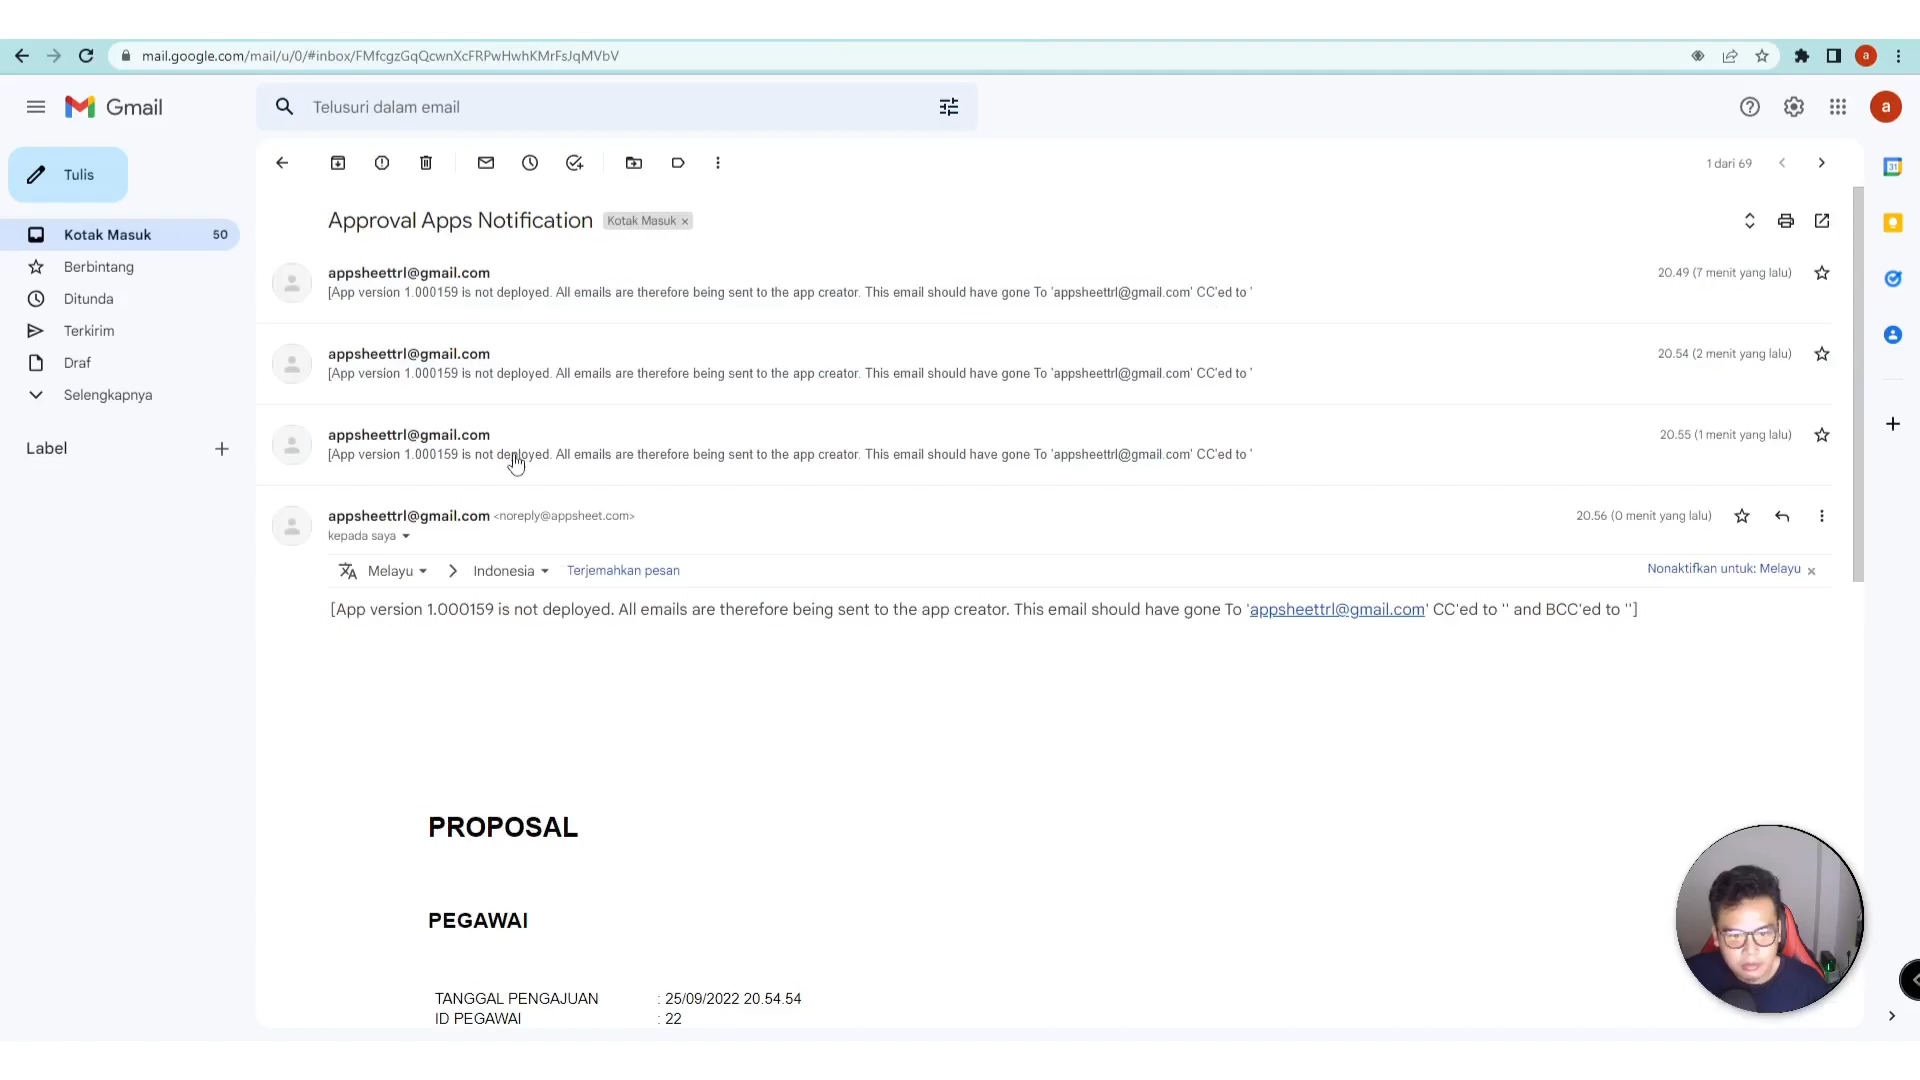 mail.google.com/mail/u/0/#inbox/FMfcgzGqQcwnXcFRPwHwhKMrFsJqMVbV
a
Gmail
Telusuri dalam email
a
Tulis
1 dari 69
31
Approval Apps Notification
Kotak Masuk ×
Kotak Masuk
50
Berbintang
Ditunda
Terkirim
Draf
Selengkapnya
Label
appsheettrl@gmail.com
20.49 (7 menit yang lalu)
[App version 1.000159 is not deployed. All emails are therefore being sent to the app creator. This email should have gone To 'appsheettrl@gmail.com' CC'ed to '
appsheettrl@gmail.com
20.54 (2 menit yang lalu)
[App version 1.000159 is not deployed. All emails are therefore being sent to the app creator. This email should have gone To 'appsheettrl@gmail.com' CC'ed to '
appsheettrl@gmail.com
20.55 (1 menit yang lalu)
[App version 1.000159 is not deployed. All emails are therefore being sent to the app creator. This email should have gone To 'appsheettrl@gmail.com' CC'ed to '
appsheettrl@gmail.com <noreply@appsheet.com>
20.56 (0 menit yang lalu)
kepada saya
Melayu
Indonesia
Terjemahkan pesan
Nonaktifkan untuk: Melayu ×
[App version 1.000159 is not deployed. All emails are therefore being sent to the app creator. This email should have gone To 'appsheettrl@gmail.com' CC'ed to '' and BCC'ed to '']
PROPOSAL
PEGAWAI
TANGGAL PENGAJUAN : 25/09/2022 20.54.54
ID PEGAWAI : 22